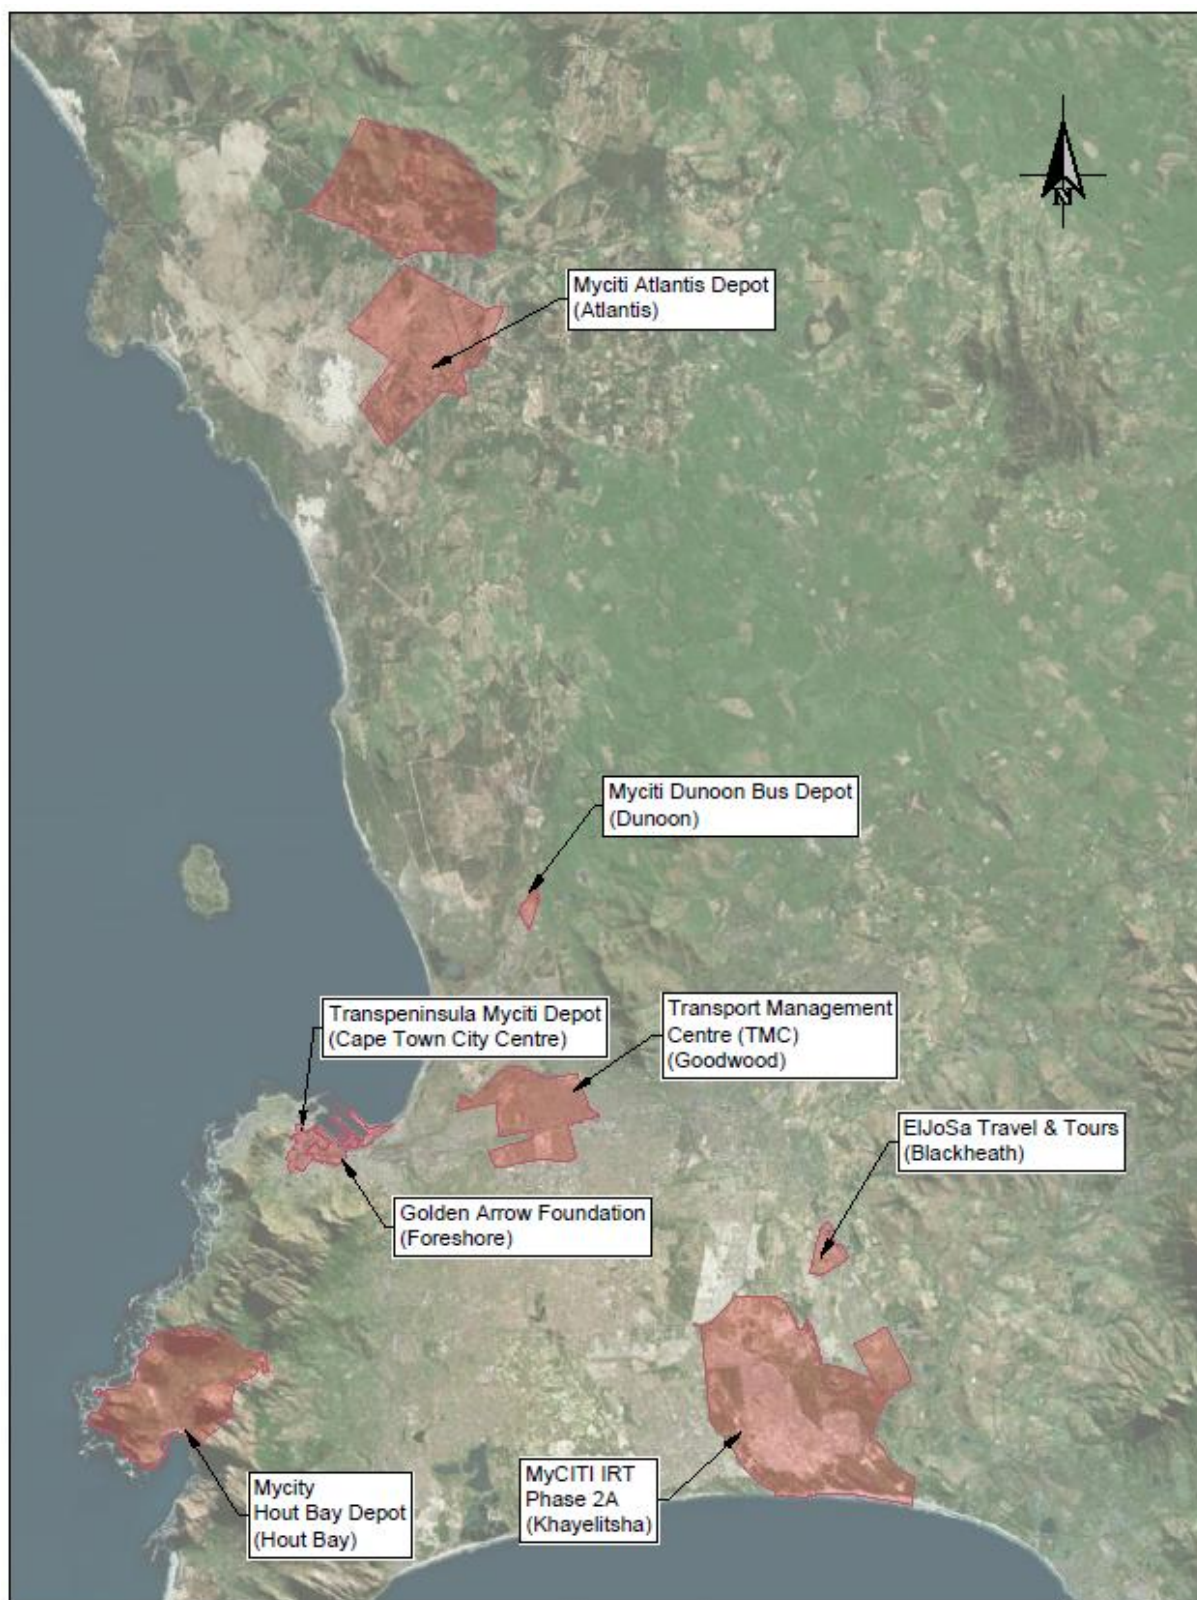 N
Myciti Atlantis Depot
(Atlantis)
Myciti Dunoon Bus Depot
(Dunoon)
Transpeninsula Myciti Depot
(Cape Town City Centre)
Transport Management
Centre (TMC)
(Goodwood)
ElJoSa Travel & Tours
(Blackheath)
Golden Arrow Foundation
(Foreshore)
Mycity
Hout Bay Depot
(Hout Bay)
MyCITI IRT
Phase 2A
(Khayelitsha)